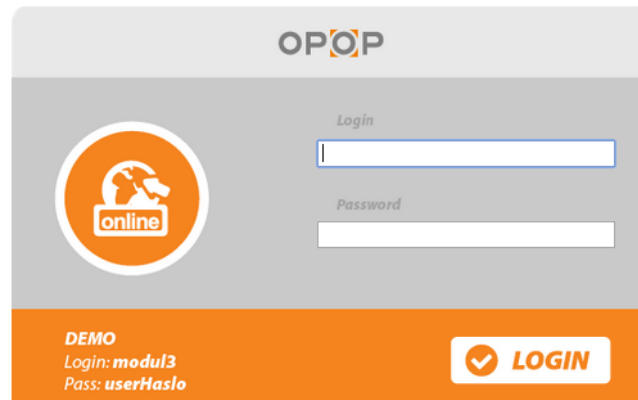 OPOP
Login
Password
online
DEMO
Login: modul3
Pass: userHaslo
LOGIN